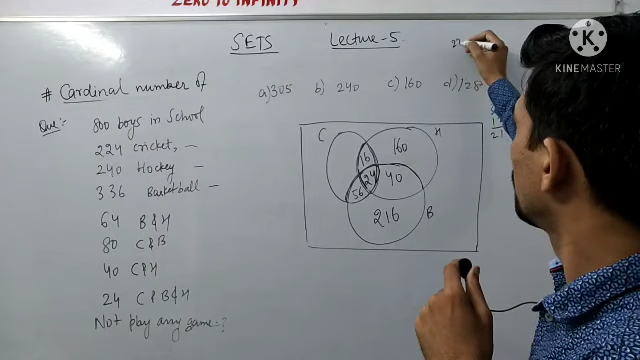 ZERO TO INFINITY
SETS Lecture-5
KINEMASTER
# Cardinal number of
a) 305 b) 240 c) 160 d) 128
Que:- 800 boys in School
224 cricket, -
240 Hockey -
336 Basketball -
64 B & H
80 C & B
40 C & H
24 C & B & H
Not play any game = ?
C H
16 160
24
56 40
216 B